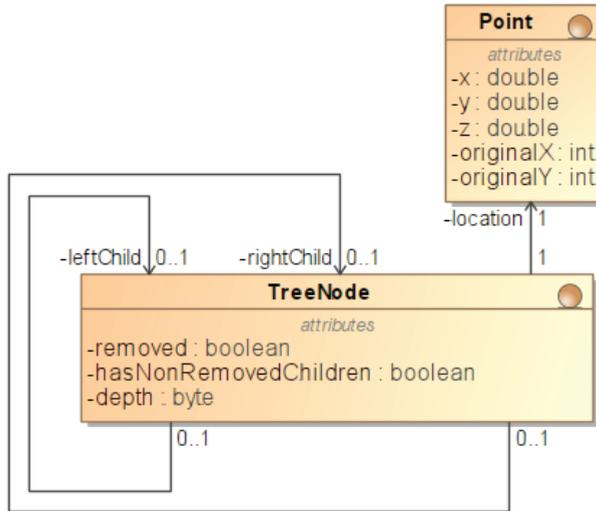 Point
attributes
-x : double
-y : double
-z : double
-originalX : int
-originalY : int
-location 1
-leftChild 0..1 -rightChild 0..1 1
TreeNode
attributes
-removed : boolean
-hasNonRemovedChildren : boolean
-depth : byte
0..1 0..1